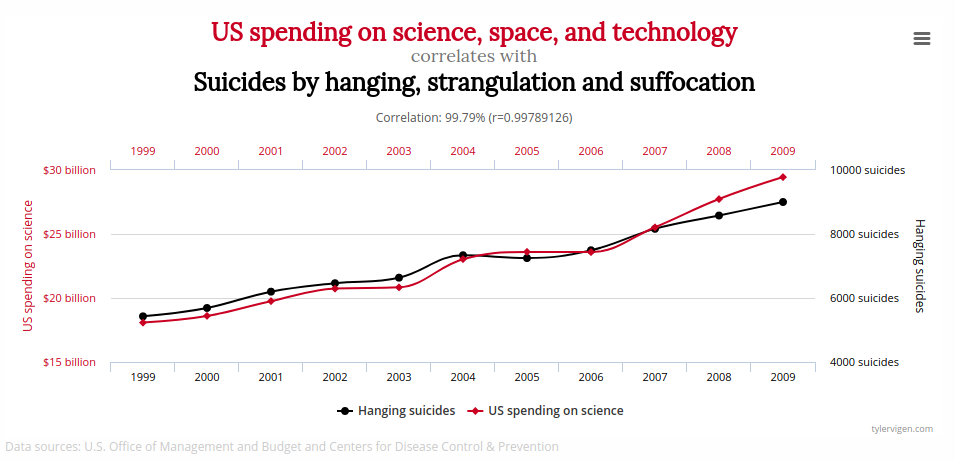 US spending on science, space, and technology
correlates with
Suicides by hanging, strangulation and suffocation
Correlation: 99.79% (r=0.99789126)
1999 2000 2001 2002 2003 2004 2005 2006 2007 2008 2009
$30 billion 10000 suicides
$25 billion 8000 suicides
$20 billion 6000 suicides
$15 billion 4000 suicides
US spending on science
Hanging suicides
1999 2000 2001 2002 2003 2004 2005 2006 2007 2008 2009
Hanging suicides US spending on science
tylervigen.com
Data sources: U.S. Office of Management and Budget and Centers for Disease Control & Prevention